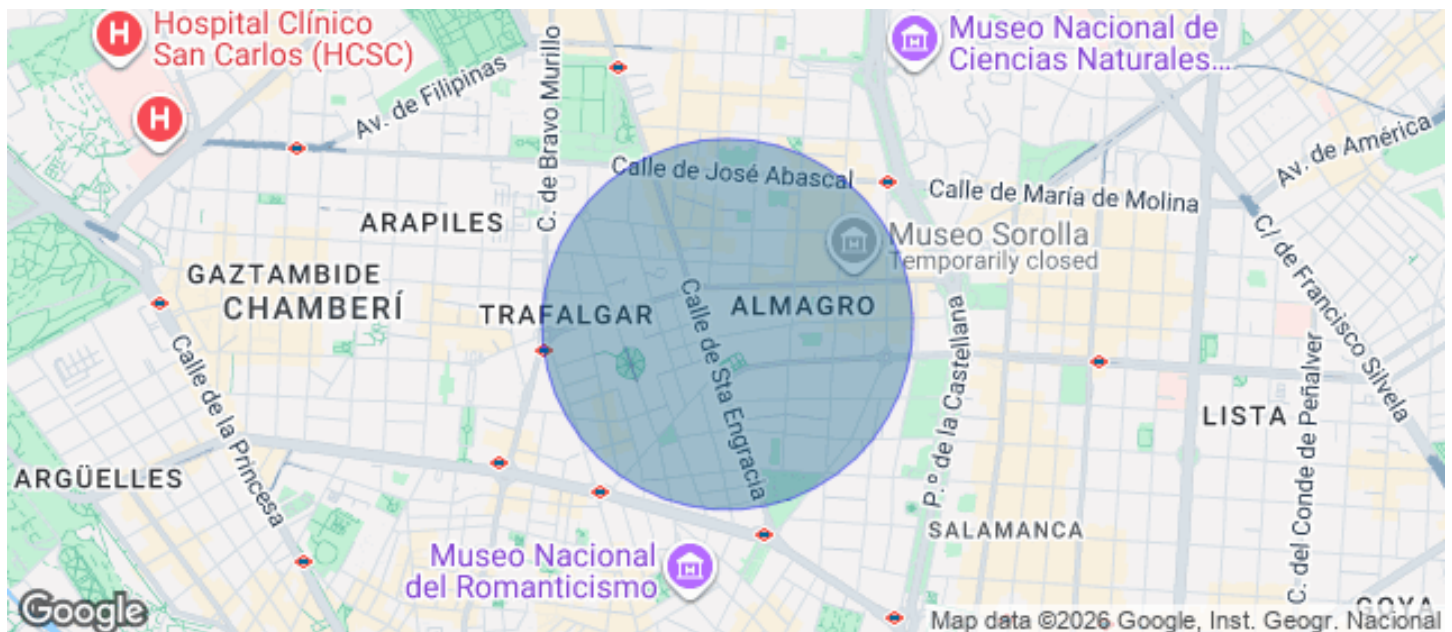 Hospital Clínico
San Carlos (HCSC)
Museo Nacional de
Ciencias Naturales...
H
H
Av. de Filipinas
C. de Bravo Murillo
Av. de América
Calle de José Abascal
Calle de María de Molina
ARAPILES
Museo Sorolla
Temporarily closed
C/ de Francisco Silvela
GAZTAMBIDE
CHAMBERÍ
TRAFALGAR
ALMAGRO
Calle de Sta Engracia
P.º de la Castellana
Calle de la Princesa
C. del Conde de Peñalver
LISTA
ARGÜELLES
SALAMANCA
Museo Nacional
del Romanticismo
GOYA
Google
Map data ©2026 Google, Inst. Geogr. Nacional